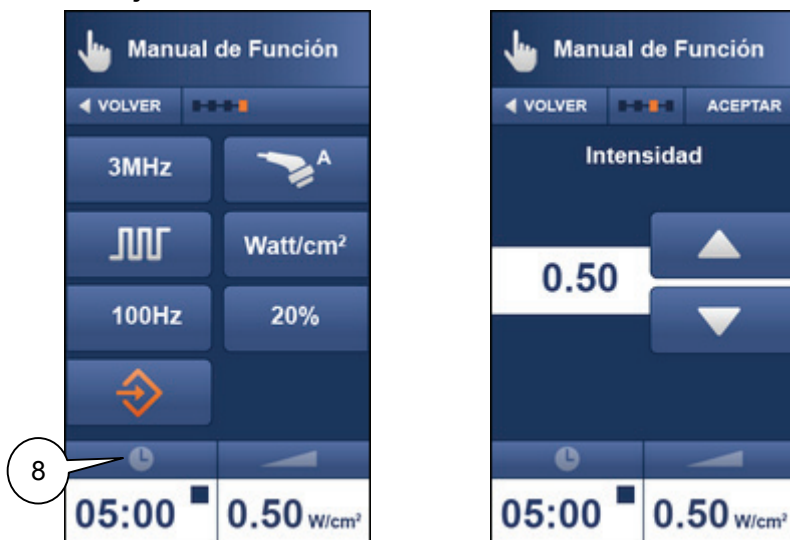 Manual de Función
VOLVER
3MHz
A
Watt/cm²
100Hz
20%
8
05:00
0.50 W/cm²
Manual de Función
VOLVER
ACEPTAR
Intensidad
0.50
05:00
0.50 W/cm²